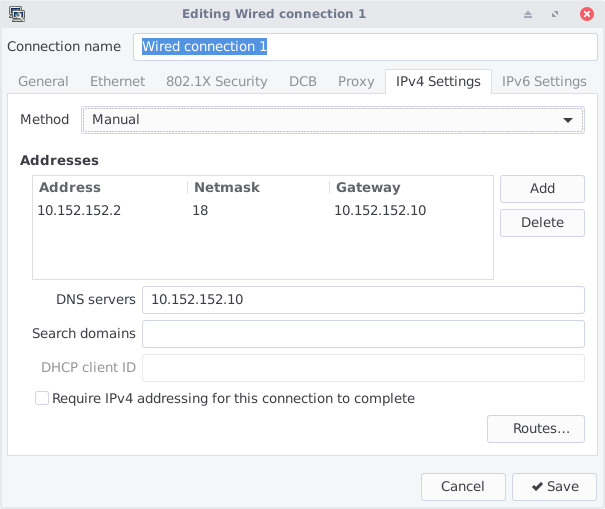 Editing Wired connection 1
Connection name Wired connection 1
General Ethernet 802.1X Security DCB Proxy IPv4 Settings IPv6 Settings
Method Manual
Addresses
Address Netmask Gateway Add
10.152.152.2 18 10.152.152.10
Delete
DNS servers 10.152.152.10
Search domains
DHCP client ID
Require IPv4 addressing for this connection to complete
Routes...
Cancel Save